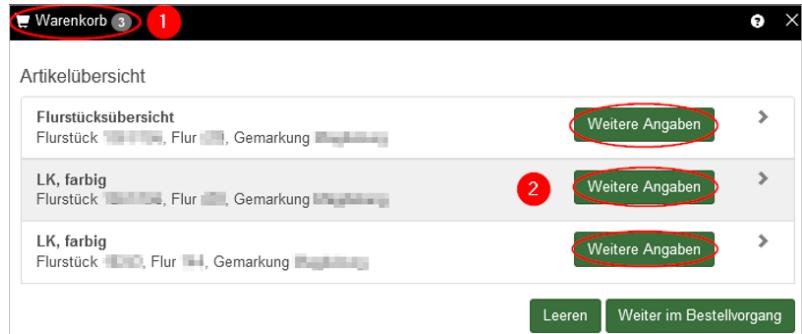 Warenkorb 3 1
Artikelübersicht
Flurstücksübersicht
Flurstück , Flur , Gemarkung
Weitere Angaben
LK, farbig
Flurstück , Flur , Gemarkung
2 Weitere Angaben
LK, farbig
Flurstück , Flur , Gemarkung
Weitere Angaben
Leeren Weiter im Bestellvorgang